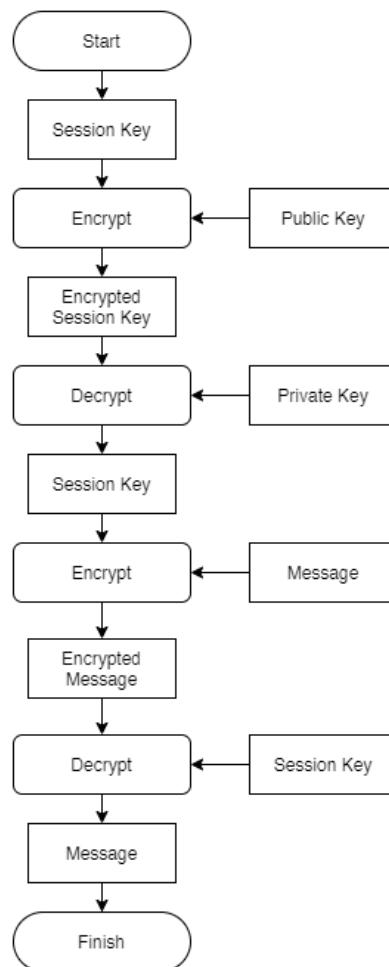 Start
Session Key
Encrypt
Public Key
Encrypted
Session Key
Decrypt
Private Key
Session Key
Encrypt
Message
Encrypted
Message
Decrypt
Session Key
Message
Finish